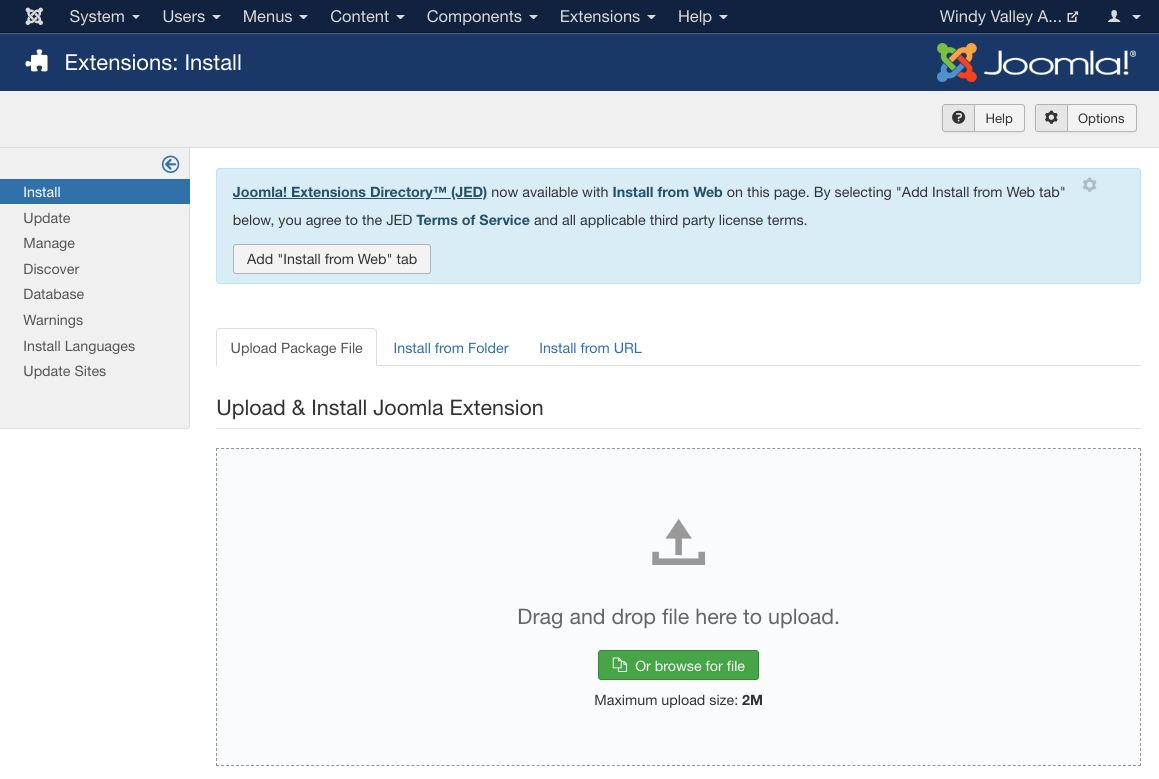 System Users Menus Content Components Extensions Help Windy Valley A...
Extensions: Install
Joomla!®
Help Options
Install
Update
Manage
Discover
Database
Warnings
Install Languages
Update Sites
Joomla! Extensions Directory™ (JED) now available with Install from Web on this page. By selecting "Add Install from Web tab"
below, you agree to the JED Terms of Service and all applicable third party license terms.
Add "Install from Web" tab
Upload Package File Install from Folder Install from URL
Upload & Install Joomla Extension
Drag and drop file here to upload.
Or browse for file
Maximum upload size: 2M